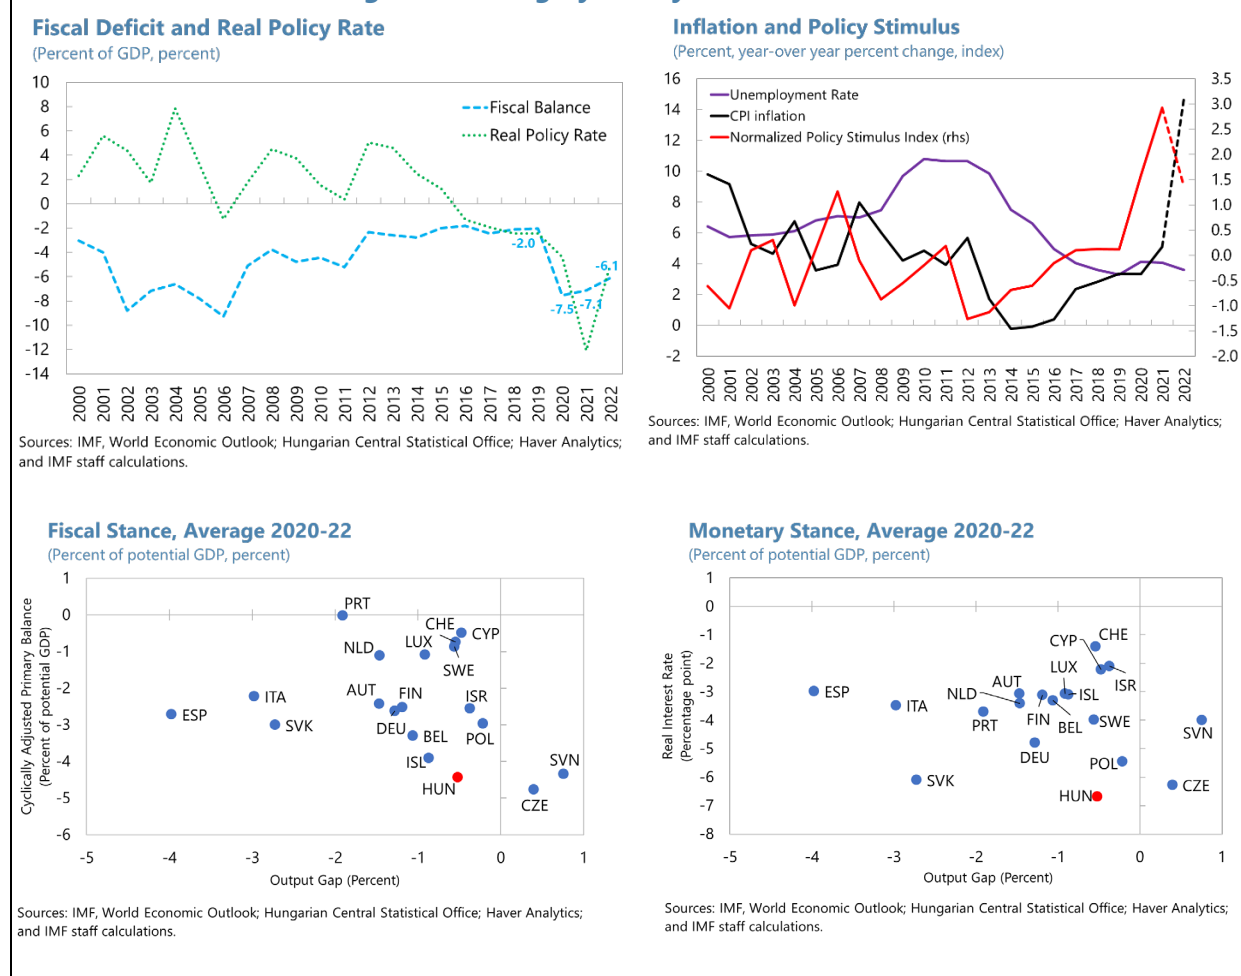 Fiscal Deficit and Real Policy Rate
(Percent of GDP, percent)
10
8
6
4
2
0
-2
-4
-6
-8
-10
-12
-14
Fiscal Balance
Real Policy Rate
-2.0
-6.1
-7.5
-7.1
2000
2001
2002
2003
2004
2005
2006
2007
2008
2009
2010
2011
2012
2013
2014
2015
2016
2017
2018
2019
2020
2021
2022
Sources: IMF, World Economic Outlook; Hungarian Central Statistical Office; Haver Analytics;
and IMF staff calculations.
Inflation and Policy Stimulus
(Percent, year-over year percent change, index)
16
14
12
10
8
6
4
2
0
-2
Unemployment Rate
CPI inflation
Normalized Policy Stimulus Index (rhs)
3.5
3.0
2.5
2.0
1.5
1.0
0.5
0.0
-0.5
-1.0
-1.5
-2.0
2000
2001
2002
2003
2004
2005
2006
2007
2008
2009
2010
2011
2012
2013
2014
2015
2016
2017
2018
2019
2020
2021
2022
Sources: IMF, World Economic Outlook; Hungarian Central Statistical Office; Haver Analytics;
and IMF staff calculations.
Fiscal Stance, Average 2020-22
(Percent of potential GDP, percent)
Cyclically Adjusted Primary Balance
(Percent of potential GDP)
1
0
-1
-2
-3
-4
-5
-6
PRT
CHE
CYP
NLD
LUX
SWE
AUT
FIN
ISR
ITA
ESP
SVK
DEU
BEL
POL
ISL
HUN
SVN
CZE
-5
-4
-3
-2
-1
0
1
Output Gap (Percent)
Sources: IMF, World Economic Outlook; Hungarian Central Statistical Office; Haver Analytics;
and IMF staff calculations.
Monetary Stance, Average 2020-22
(Percent of potential GDP, percent)
Real Interest Rate
(Percentage point)
1
0
-1
-2
-3
-4
-5
-6
-7
-8
CYP
CHE
LUX
ISR
AUT
NLD
ISL
ESP
ITA
PRT
FIN
BEL
SWE
SVN
DEU
POL
SVK
HUN
CZE
-5
-4
-3
-2
-1
0
1
Output Gap (Percent)
Sources: IMF, World Economic Outlook; Hungarian Central Statistical Office; Haver Analytics;
and IMF staff calculations.